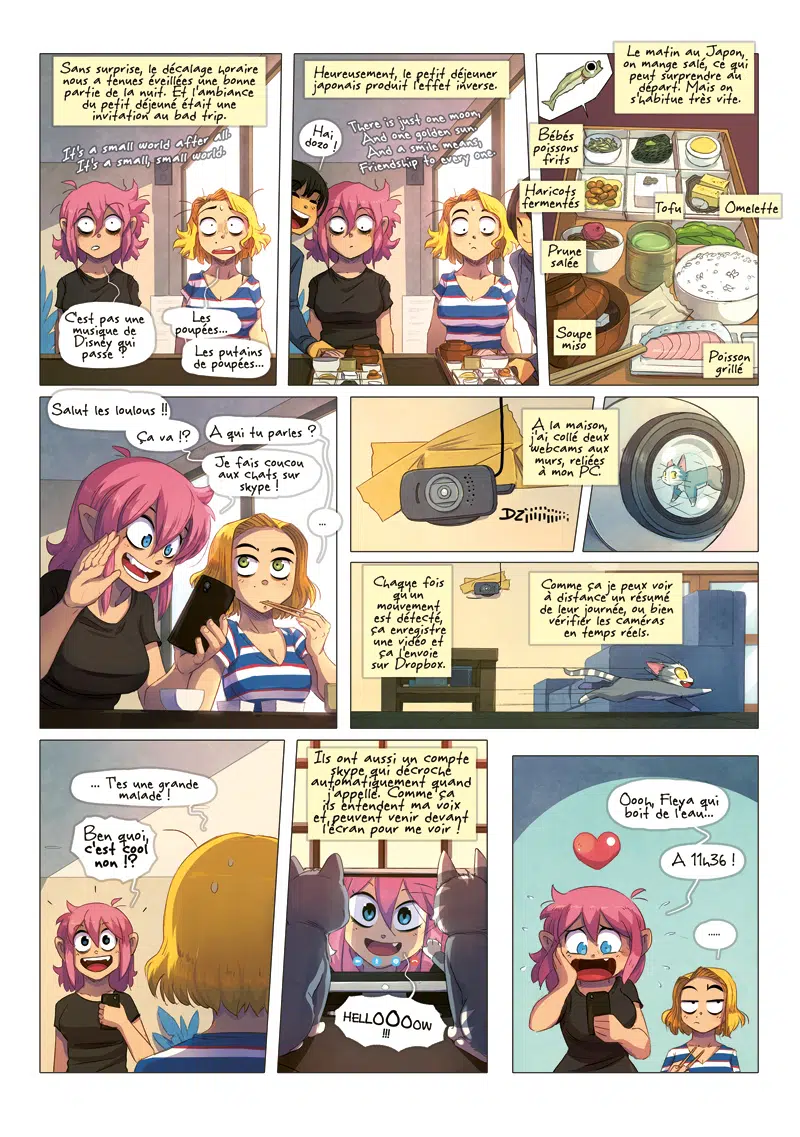 Sans surprise, le décalage horaire
nous a tenues éveillées une bonne
partie de la nuit. Et l'ambiance
du petit déjeuné était une
invitation au bad trip.
It's a small world after all.
It's a small, small world.
C'est pas une
musique de
Disney qui
passe ?
Les
poupées...
Les putains
de poupées...
Heureusement, le petit déjeuner
japonais produit l'effet inverse.
Hai
dozo !
There is just one moon,
And one golden sun.
And a smile means,
Friendship to every one.
Le matin au Japon,
on mange salé, ce qui
peut surprendre au
départ. Mais on
s'habitue très vite.
Bébés
poissons
frits
Haricots
fermentés
Tofu
Omelette
Prune
salée
Soupe
miso
Poisson
grillé
Salut les loulous !!
Ça va !?
A qui tu parles ?
Je fais coucou
aux chats sur
skype !
...
A la maison,
j'ai collé deux
webcams aux
murs, reliées
à mon PC.
DZiiiiiiii...
Chaque fois
qu'un
mouvement
est détecté,
ça enregistre
une vidéo et
ça l'envoie
sur Dropbox.
Comme ça je peux voir
à distance un résumé
de leur journée, ou bien
vérifier les caméras
en temps réels.
... T'es une grande
malade !
Ben quoi,
c'est cool
non !?
Ils ont aussi un compte
skype qui décroche
automatiquement quand
j'appelle. Comme ça
ils entendent ma voix
et peuvent venir devant
l'écran pour me voir !
HELLOOOOW
!!!
Oooh, Fleya qui
boit de l'eau...
A 11h36 !
.....